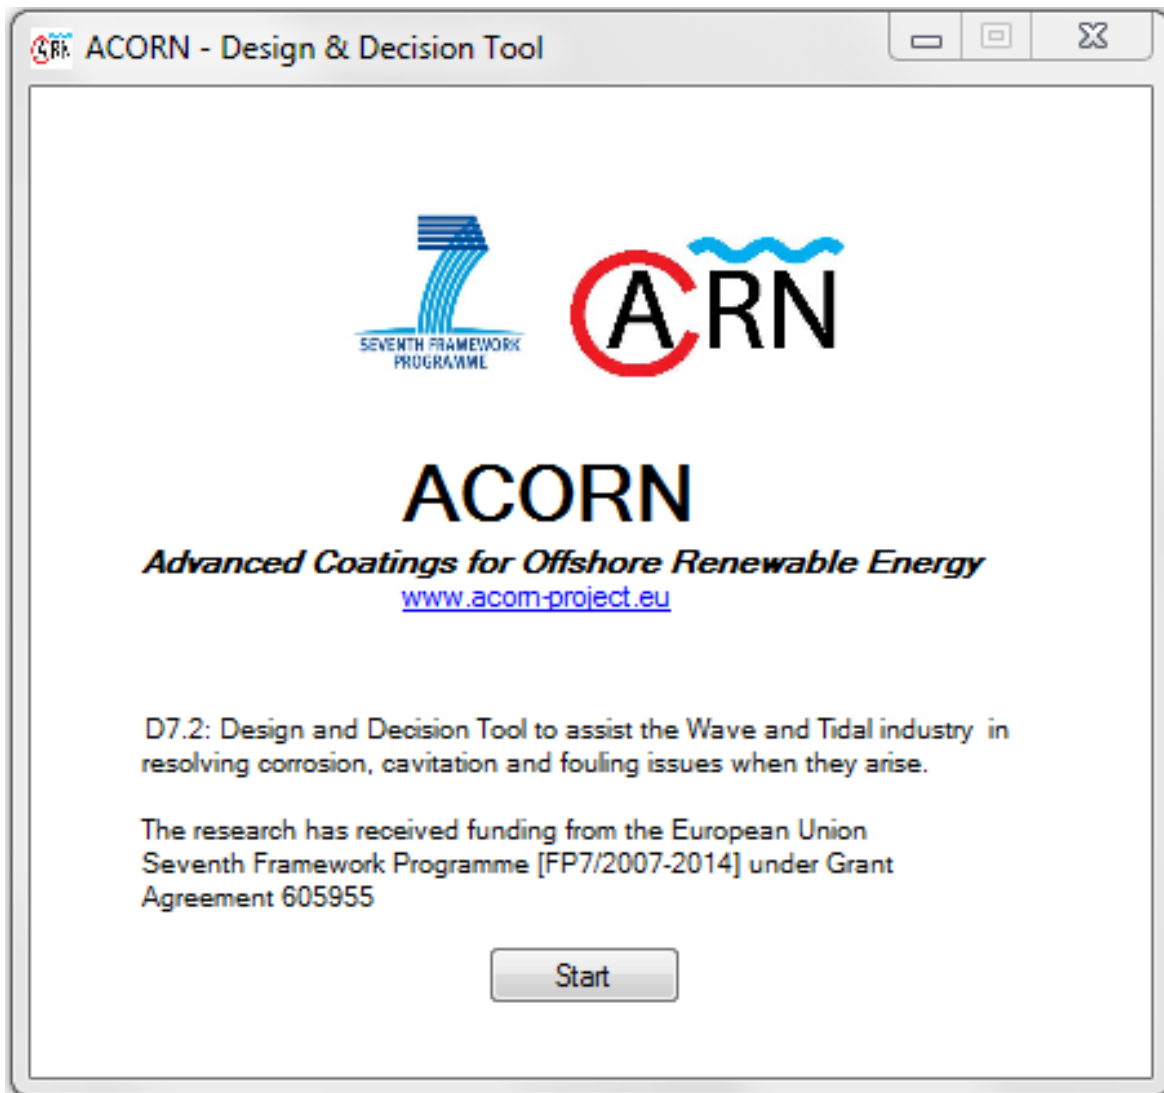 ACORN - Design & Decision Tool
SEVENTH FRAMEWORK
PROGRAMME
CARN
ACORN
Advanced Coatings for Offshore Renewable Energy
www.acorn-project.eu
D7.2: Design and Decision Tool to assist the Wave and Tidal industry in
resolving corrosion, cavitation and fouling issues when they arise.
The research has received funding from the European Union
Seventh Framework Programme [FP7/2007-2014] under Grant
Agreement 605955
Start